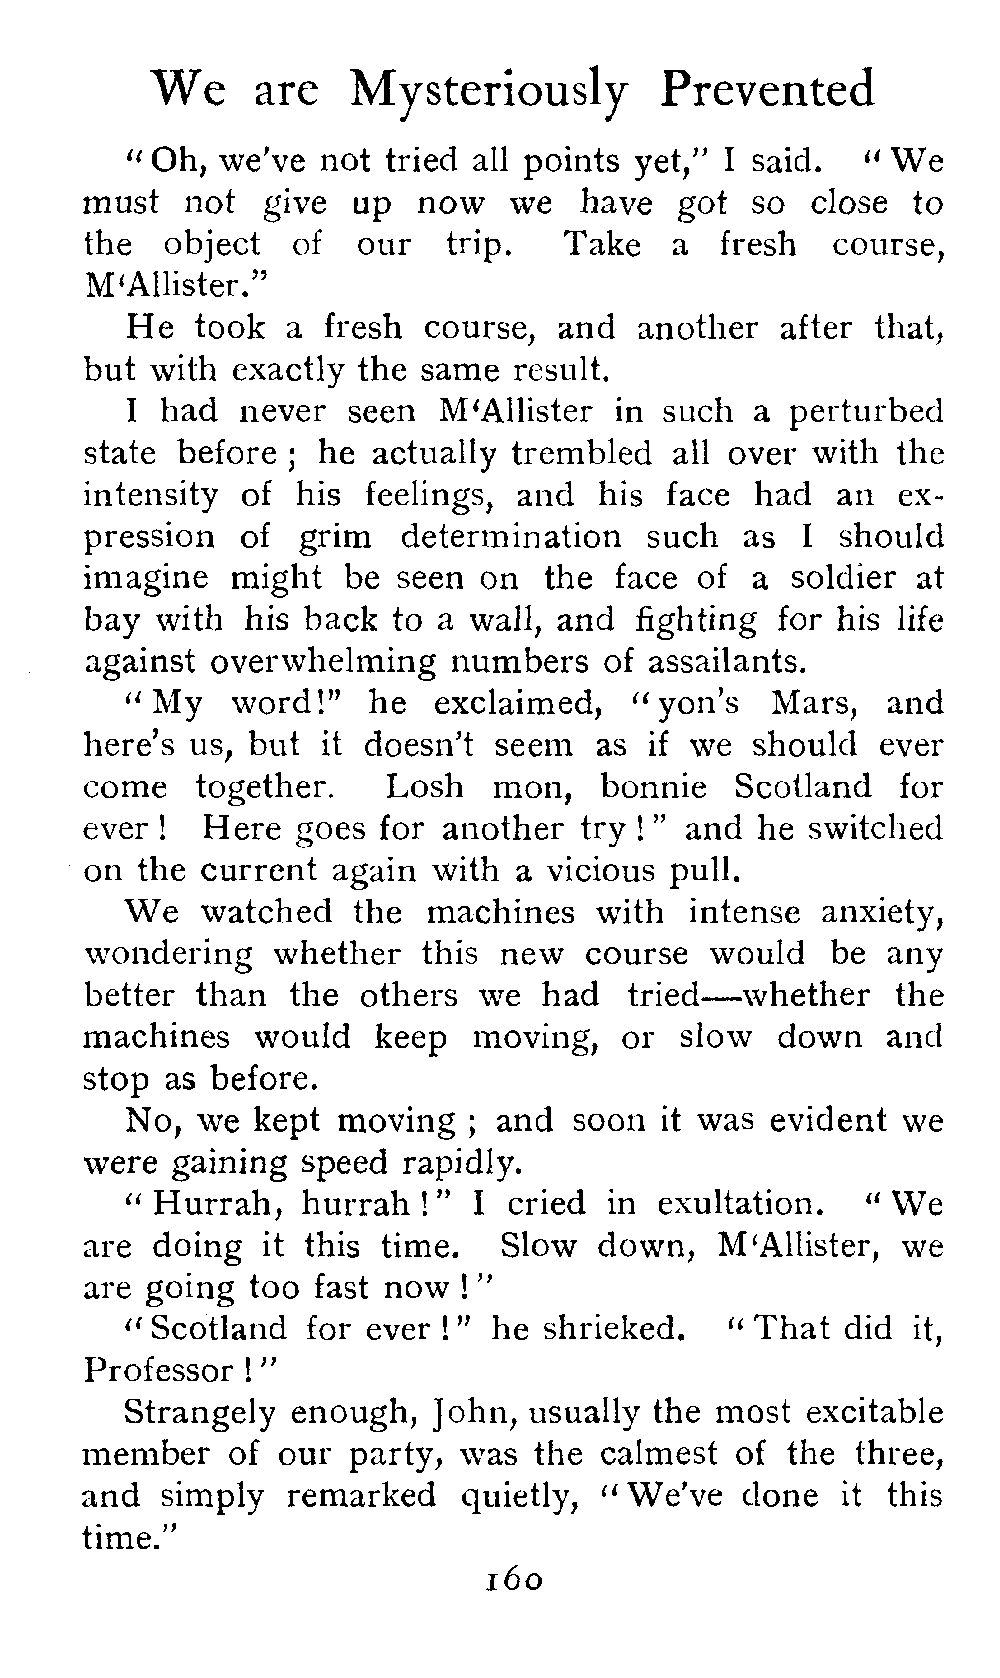 We are Mysteriously Prevented
“Oh, we've not tried all points yet,” I said. “We
must not give up now we have got so close to
the object of our trip. Take a fresh course,
M‘Allister.”
He took a fresh course, and another after that,
but with exactly the same result.
I had never seen M‘Allister in such a perturbed
state before ; he actually trembled all over with the
intensity of his feelings, and his face had an ex-
pression of grim determination such as I should
imagine might be seen on the face of a soldier at
bay with his back to a wall, and fighting for his life
against overwhelming numbers of assailants.
“My word!” he exclaimed, “yon's Mars, and
here's us, but it doesn't seem as if we should ever
come together. Losh mon, bonnie Scotland for
ever ! Here goes for another try ! ” and he switched
on the current again with a vicious pull.
We watched the machines with intense anxiety,
wondering whether this new course would be any
better than the others we had tried—whether the
machines would keep moving, or slow down and
stop as before.
No, we kept moving ; and soon it was evident we
were gaining speed rapidly.
“ Hurrah, hurrah ! ” I cried in exultation. “ We
are doing it this time. Slow down, M‘Allister, we
are going too fast now ! ”
“Scotland for ever ! ” he shrieked. “ That did it,
Professor ! ”
Strangely enough, John, usually the most excitable
member of our party, was the calmest of the three,
and simply remarked quietly, “ We've done it this
time.”
160